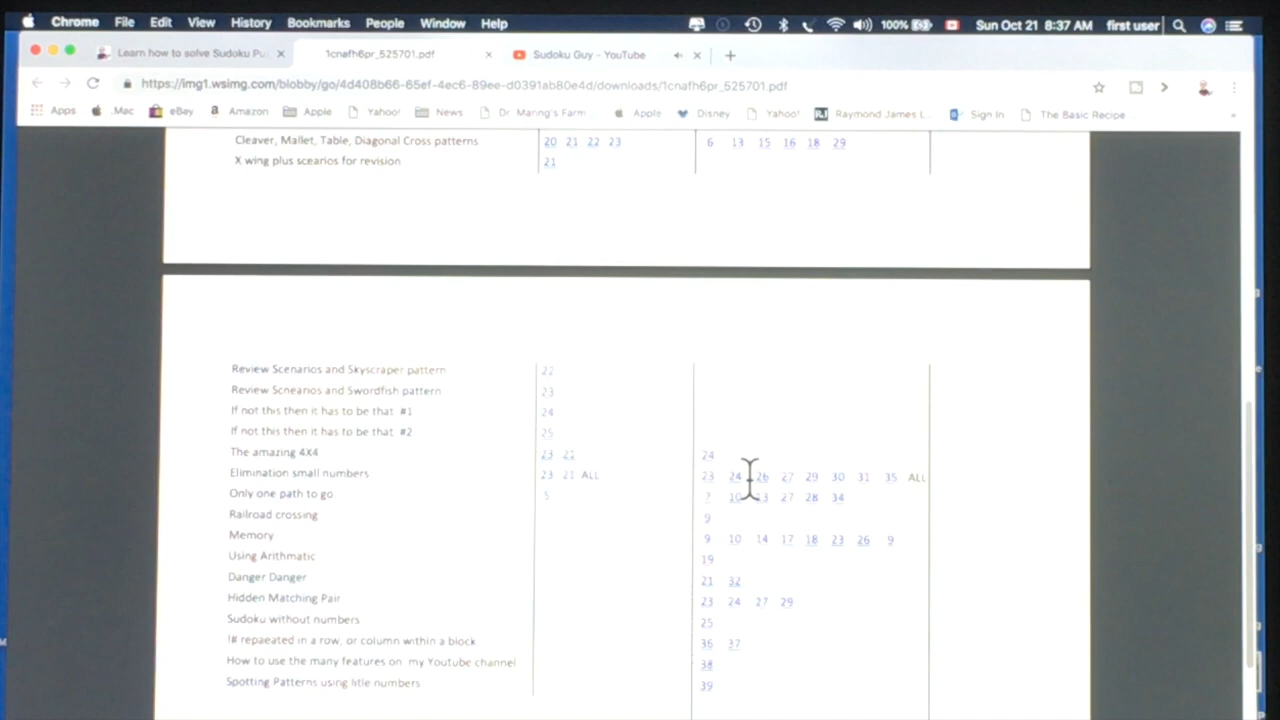 Chrome File Edit View History Bookmarks People Window Help 100% Sun Oct 21 8:37 AM first user
Learn how to solve Sudoku Pu 1cnafh6pr_525701.pdf Sudoku Guy - YouTube
https://img1.wsimg.com/blobby/go/4d408b66-65ef-4ec6-89ee-d0391ab80e4d/downloads/1cnafh6pr_525701.pdf
Apps .Mac eBay Amazon Apple Yahoo! News Dr. Manng's Farm... Apple Disney Yahoo! RJ Raymond James L... Sign In The Basic Recipe...
Cleaver, Mallet, Table, Diagonal Cross patterns 20 21 22 23 6 13 15 16 18 29
X wing plus scearios for revision 21
Review Scenarios and Skyscraper pattern 22
Review Scnearios and Swordfish pattern 23
If not this then it has to be that #1 24
If not this then it has to be that #2 25
The amazing 4X4 23 24
Elimination small numbers 23 21 ALL 23 24 26 27 29 30 31 35 ALL
Only one path to go 5 7 10 27 28 34
Railroad crossing 9
Memory 9 10 14 17 18 23 26 9
Using Arithmatic 19
Danger Danger 21 32
Hidden Matching Pair 23 24 27 29
Sudoku without numbers 25
!# repaeated in a row, or column within a block 36 37
How to use the many features on my Youtube channel 38
Spotting Patterns using litle numbers 39